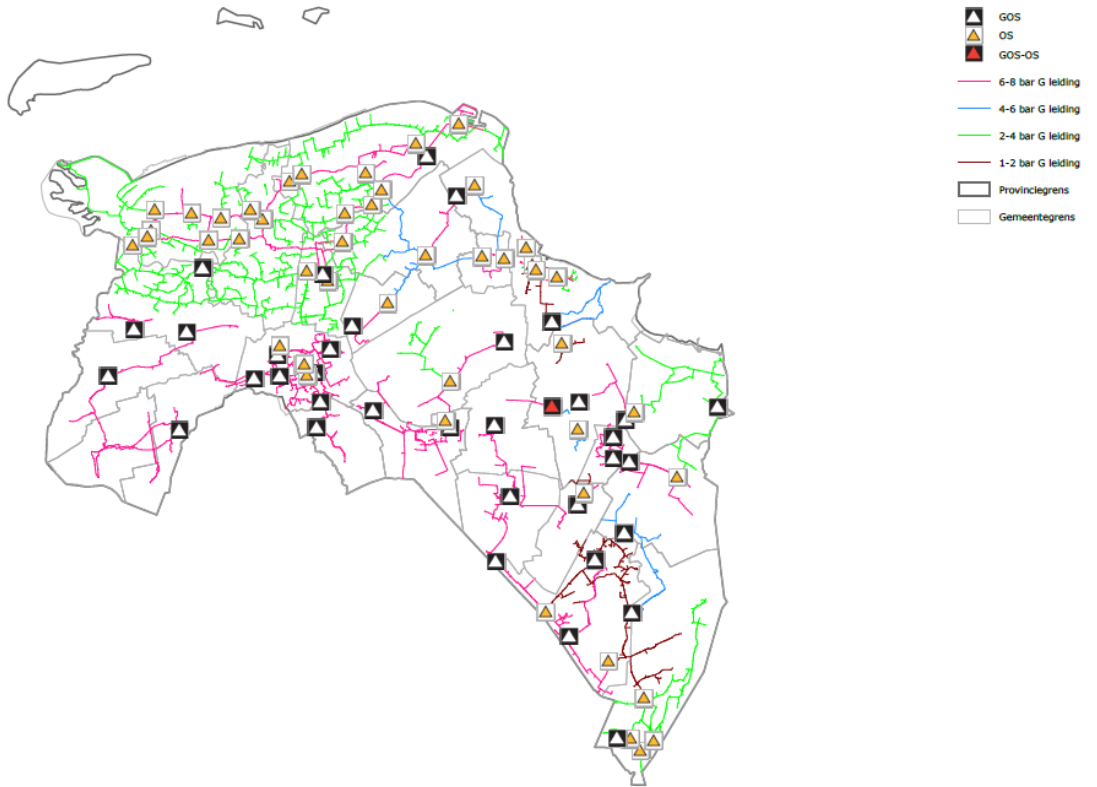 GOS
OS
GOS-OS
6-8 bar G leiding
4-6 bar G leiding
2-4 bar G leiding
1-2 bar G leiding
Provinciegrens
Gemeentegrens